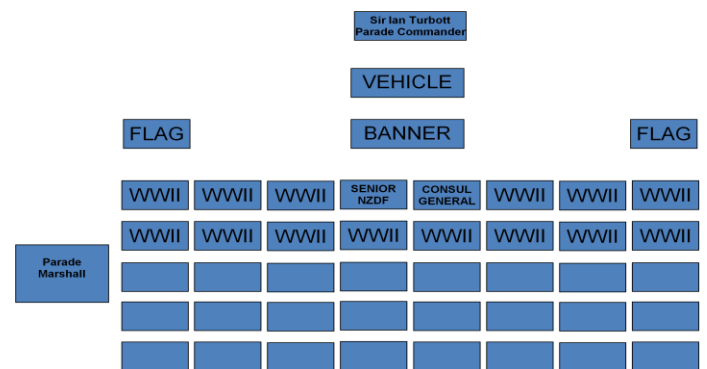 Sir Ian Turbott
Parade Commander
VEHICLE
FLAG
BANNER
FLAG
WWII
WWII
WWII
SENIOR
NZDF
CONSUL
GENERAL
WWII
WWII
WWII
WWII
WWII
WWII
WWII
WWII
WWII
WWII
WWII
Parade
Marshall